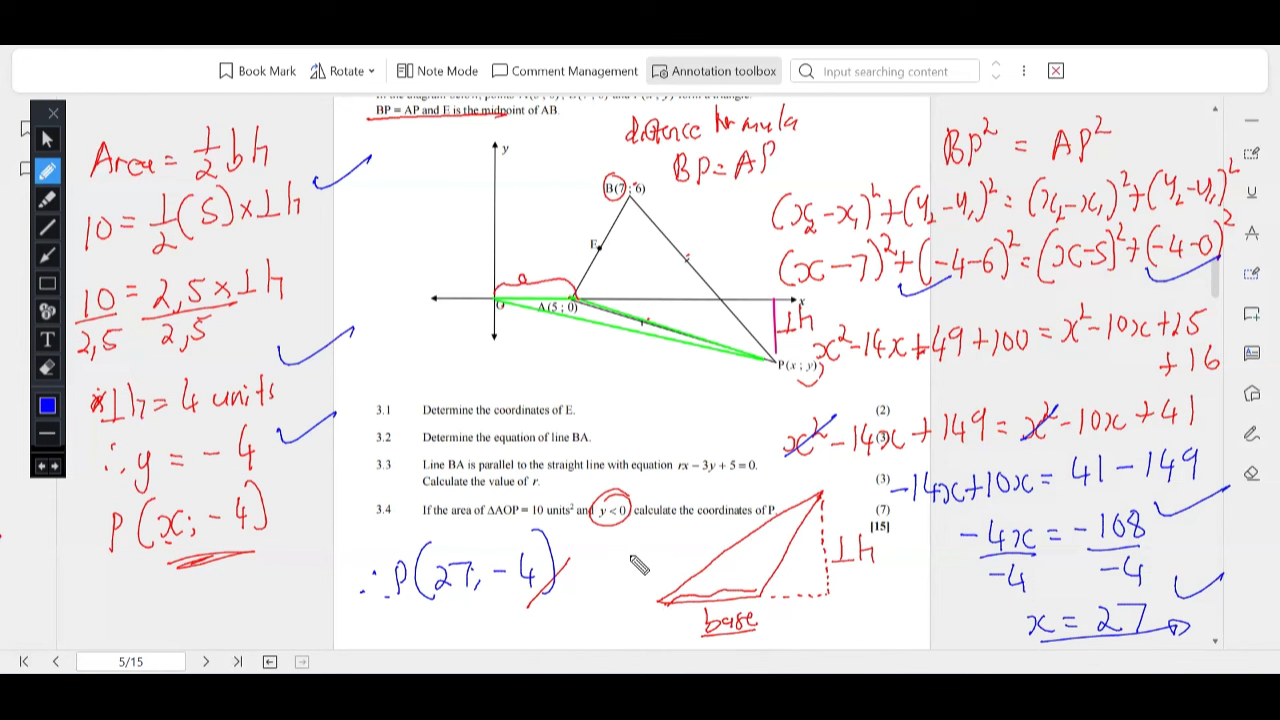 Book Mark Rotate Note Mode Comment Management Annotation toolbox Input searching content
BP = AP and E is the midpoint of AB.
distance formula
BP = AP
y
B(7 ; 6)
E
O
A(5 ; 0)
x
⊥h
P(x ; y)
Area = 1/2 bh
10 = 1/2 (5) × ⊥h
10/2,5 = 2,5 × ⊥h/2,5
⊥h = 4 units
∴ y = -4
P(x; -4)
BP² = AP²
(x₂-x₁)²+(y₂-y₁)² = (x₂-x₁)²+(y₂-y₁)²
(x-7)²+(-4-6)² = (x-5)²+(-4-0)²
x²-14x+49+100 = x²-10x+25
+16
x²-14x+149 = x²-10x+41
-14x+10x = 41-149
-4x/-4 = -108/-4
x = 27
3.1 Determine the coordinates of E. (2)
3.2 Determine the equation of line BA. (3)
3.3 Line BA is parallel to the straight line with equation rx − 3y + 5 = 0.
Calculate the value of r. (3)
3.4 If the area of ΔAOP = 10 units² and y < 0, calculate the coordinates of P. (7)
[15]
∴ P(27; -4)
⊥h
base
5/15